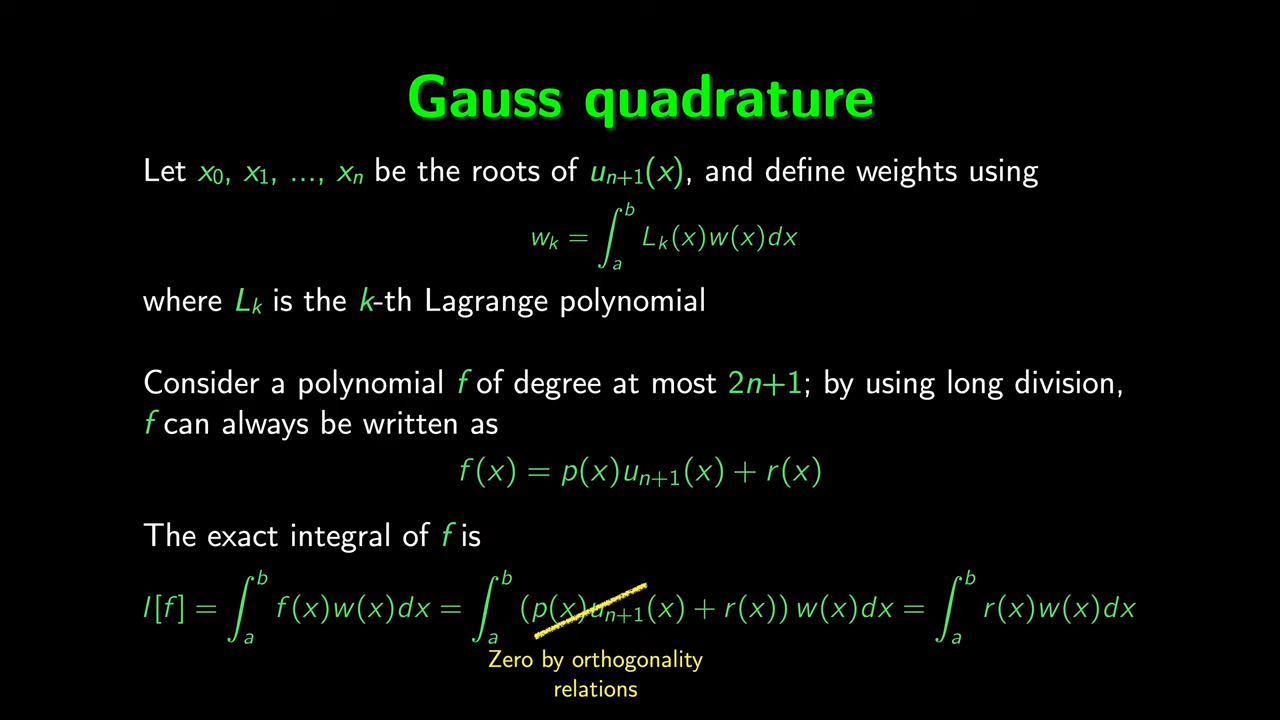 Gauss quadrature
Let x₀, x₁, ..., xₙ be the roots of uₙ₊₁(x), and define weights using
wₖ = ∫ₐᵇ Lₖ(x)w(x)dx
where Lₖ is the k-th Lagrange polynomial
Consider a polynomial f of degree at most 2n+1; by using long division,
f can always be written as
f(x) = p(x)uₙ₊₁(x) + r(x)
The exact integral of f is
I[f] = ∫ₐᵇ f(x)w(x)dx = ∫ₐᵇ (p(x)uₙ₊₁(x) + r(x)) w(x)dx = ∫ₐᵇ r(x)w(x)dx
Zero by orthogonality
relations